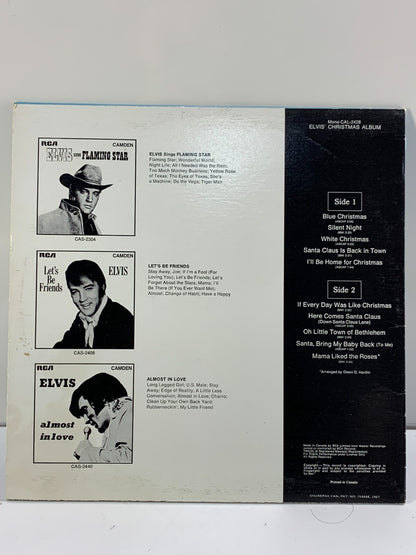 Mono CAL-2428
ELVIS' CHRISTMAS ALBUM
RCA CAMDEN
ELVIS SINGS FLAMING STAR
CAS-2304
ELVIS Sings FLAMING STAR
Flaming Star; Wonderful World;
Night Life; All I Needed Was the Rain;
Too Much Monkey Business; Yellow Rose
of Texas; The Eyes of Texas; She's
a Machine; Do the Vega; Tiger Man
RCA CAMDEN
Let's
Be
Friends
ELVIS
CAS-2408
LET'S BE FRIENDS
Stay Away, Joe; If I'm a Fool (For
Loving You); Let's Be Friends; Let's
Forget About the Stars; Mama; I'll
Be There (If You Ever Want Me);
Almost; Change of Habit; Have a Happy
RCA CAMDEN
ELVIS
almost
in love
CAS-2440
ALMOST IN LOVE
Long Legged Girl; U.S. Male; Stay
Away; Edge of Reality; A Little Less
Conversation; Almost in Love; Charro;
Clean Up Your Own Back Yard;
Rubberneckin'; My Little Friend
Side 1
Blue Christmas
Silent Night
White Christmas
Santa Claus Is Back in Town
I'll Be Home for Christmas
Side 2
If Every Day Was Like Christmas
Here Comes Santa Claus
(Down Santa Claus Lane)
Oh Little Town of Bethlehem
Santa, Bring My Baby Back (To Me)
Mama Liked the Roses*
*Arranged by Glenn D. Hardin
Printed in Canada